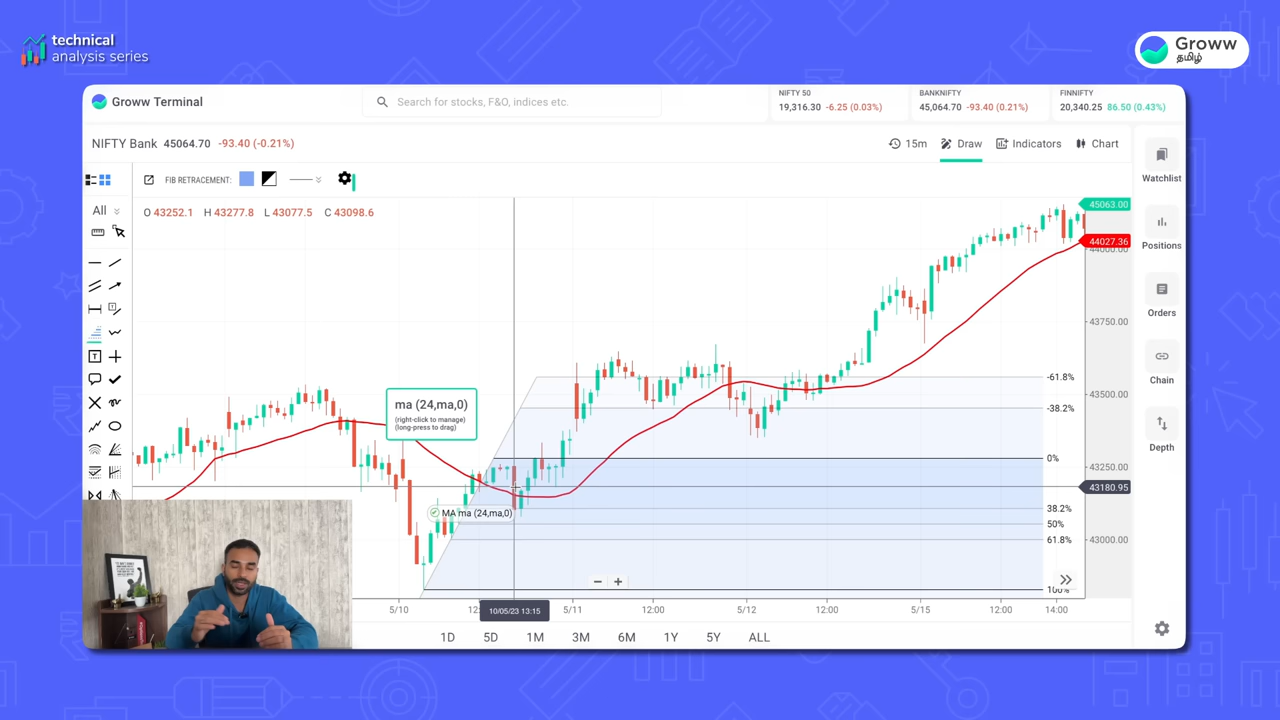 technical
analysis series
Groww
தமிழ்
Groww Terminal
Search for stocks, F&O, indices etc.
NIFTY 50
19,316.30 -6.25 (0.03%)
BANKNIFTY
45,064.70 -93.40 (0.21%)
FINNIFTY
20,340.25 86.50 (0.43%)
NIFTY Bank 45064.70 -93.40 (-0.21%)
15m
Draw
Indicators
Chart
FIB RETRACEMENT:
All
O 43252.1 H 43277.8 L 43077.5 C 43098.6
Watchlist
Positions
Orders
Chain
Depth
45063.00
44027.36
44000.00
43750.00
43500.00
43250.00
43180.95
43000.00
ma (24,ma,0)
(right-click to manage)
(long-press to drag)
MA ma (24,ma,0)
-61.8%
-38.2%
0%
38.2%
50%
61.8%
100%
5/10
10/05/23 13:15
5/11
12:00
5/12
12:00
5/15
12:00
14:00
1D 5D 1M 3M 6M 1Y 5Y ALL